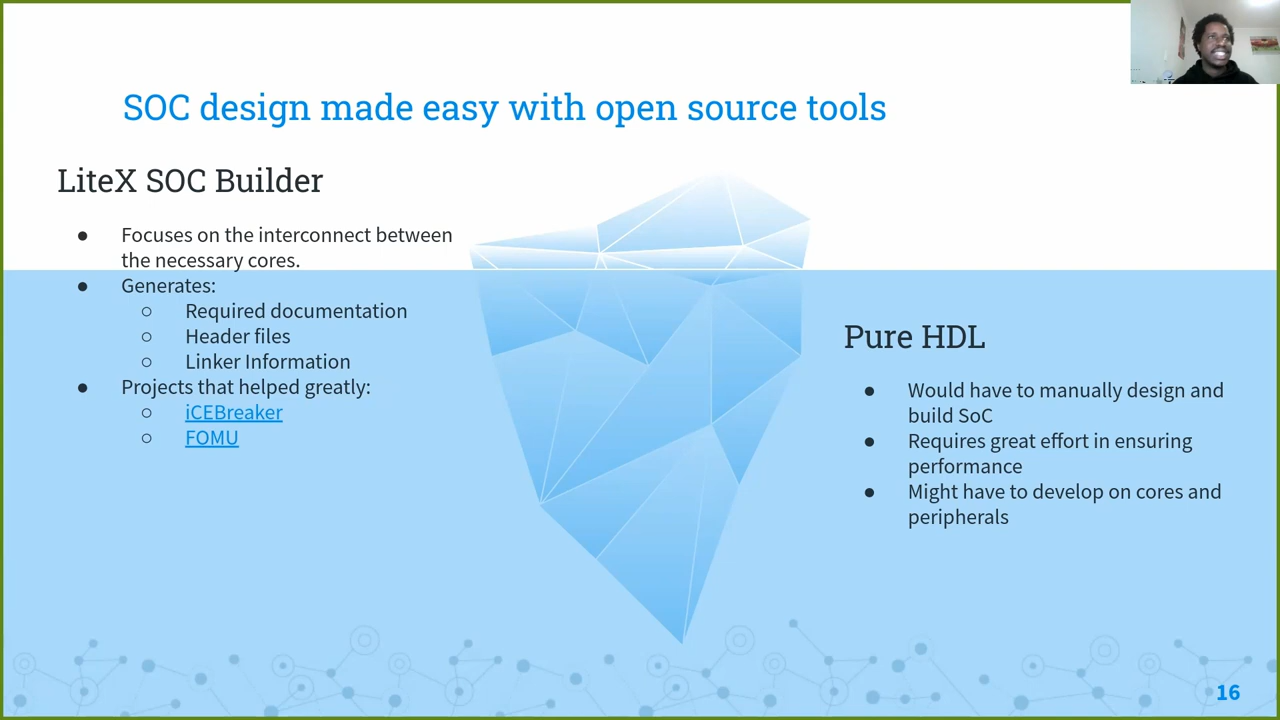 SOC design made easy with open source tools
LiteX SOC Builder
● Focuses on the interconnect between
the necessary cores.
● Generates:
○ Required documentation
○ Header files
○ Linker Information
● Projects that helped greatly:
○ iCEBreaker
○ FOMU
Pure HDL
● Would have to manually design and
build SoC
● Requires great effort in ensuring
performance
● Might have to develop on cores and
peripherals
16